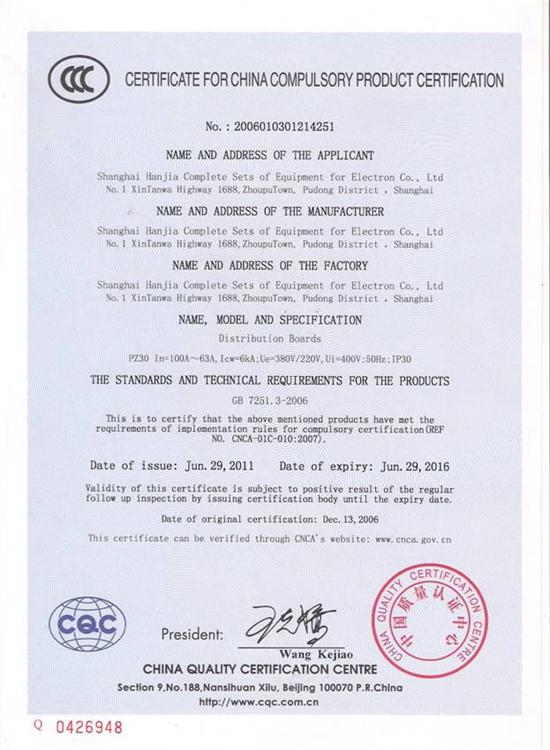 CCC
CERTIFICATE FOR CHINA COMPULSORY PRODUCT CERTIFICATION
No. : 2006010301214251
NAME AND ADDRESS OF THE APPLICANT
Shanghai Hanjia Complete Sets of Equipment for Electron Co., Ltd
No. 1 XinTanwa Highway 1688, ZhoupuTown, Pudong District , Shanghai
NAME AND ADDRESS OF THE MANUFACTURER
Shanghai Hanjia Complete Sets of Equipment for Electron Co., Ltd
No. 1 XinTanwa Highway 1688, ZhoupuTown, Pudong District , Shanghai
NAME AND ADDRESS OF THE FACTORY
Shanghai Hanjia Complete Sets of Equipment for Electron Co., Ltd
No. 1 XinTanwa Highway 1688, ZhoupuTown, Pudong District , Shanghai
NAME, MODEL AND SPECIFICATION
Distribution Boards
PZ30 In=100A～63A, Icw=6kA;Ue=380V/220V, Ui=400V;50Hz;IP30
THE STANDARDS AND TECHNICAL REQUIREMENTS FOR THE PRODUCTS
GB 7251.3-2006
This is to certify that the above mentioned products have met the
requirements of implementation rules for compulsory certification(REF
NO. CNCA-01C-010:2007).
Date of issue: Jun. 29, 2011 Date of expiry: Jun. 29, 2016
Validity of this certificate is subject to positive result of the regular
follow up inspection by issuing certification body until the expiry date.
Date of original certification: Dec. 13, 2006
This certificate can be verified through CNCA's website: www.cnca.gov.cn
CHINA QUALITY CERTIFICATION CENTRE
中国质量认证中心
CQC
President:
Wang Kejiao
CHINA QUALITY CERTIFICATION CENTRE
Section 9,No.188,Nansihuan Xilu, Beijing 100070 P.R.China
http://www.cqc.com.cn
Q 0426948